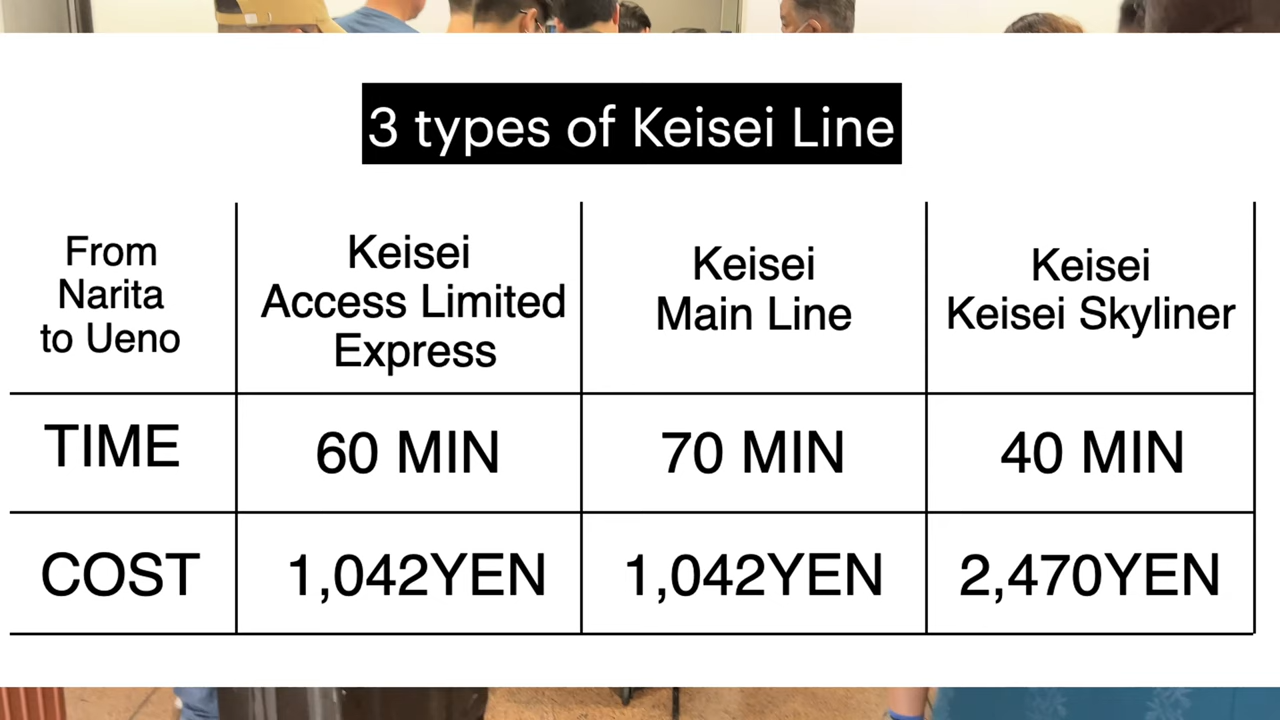 3 types of Keisei Line
From
Narita
to Ueno
Keisei
Access Limited
Express
Keisei
Main Line
Keisei
Keisei Skyliner
TIME
60 MIN
70 MIN
40 MIN
COST
1,042YEN
1,042YEN
2,470YEN